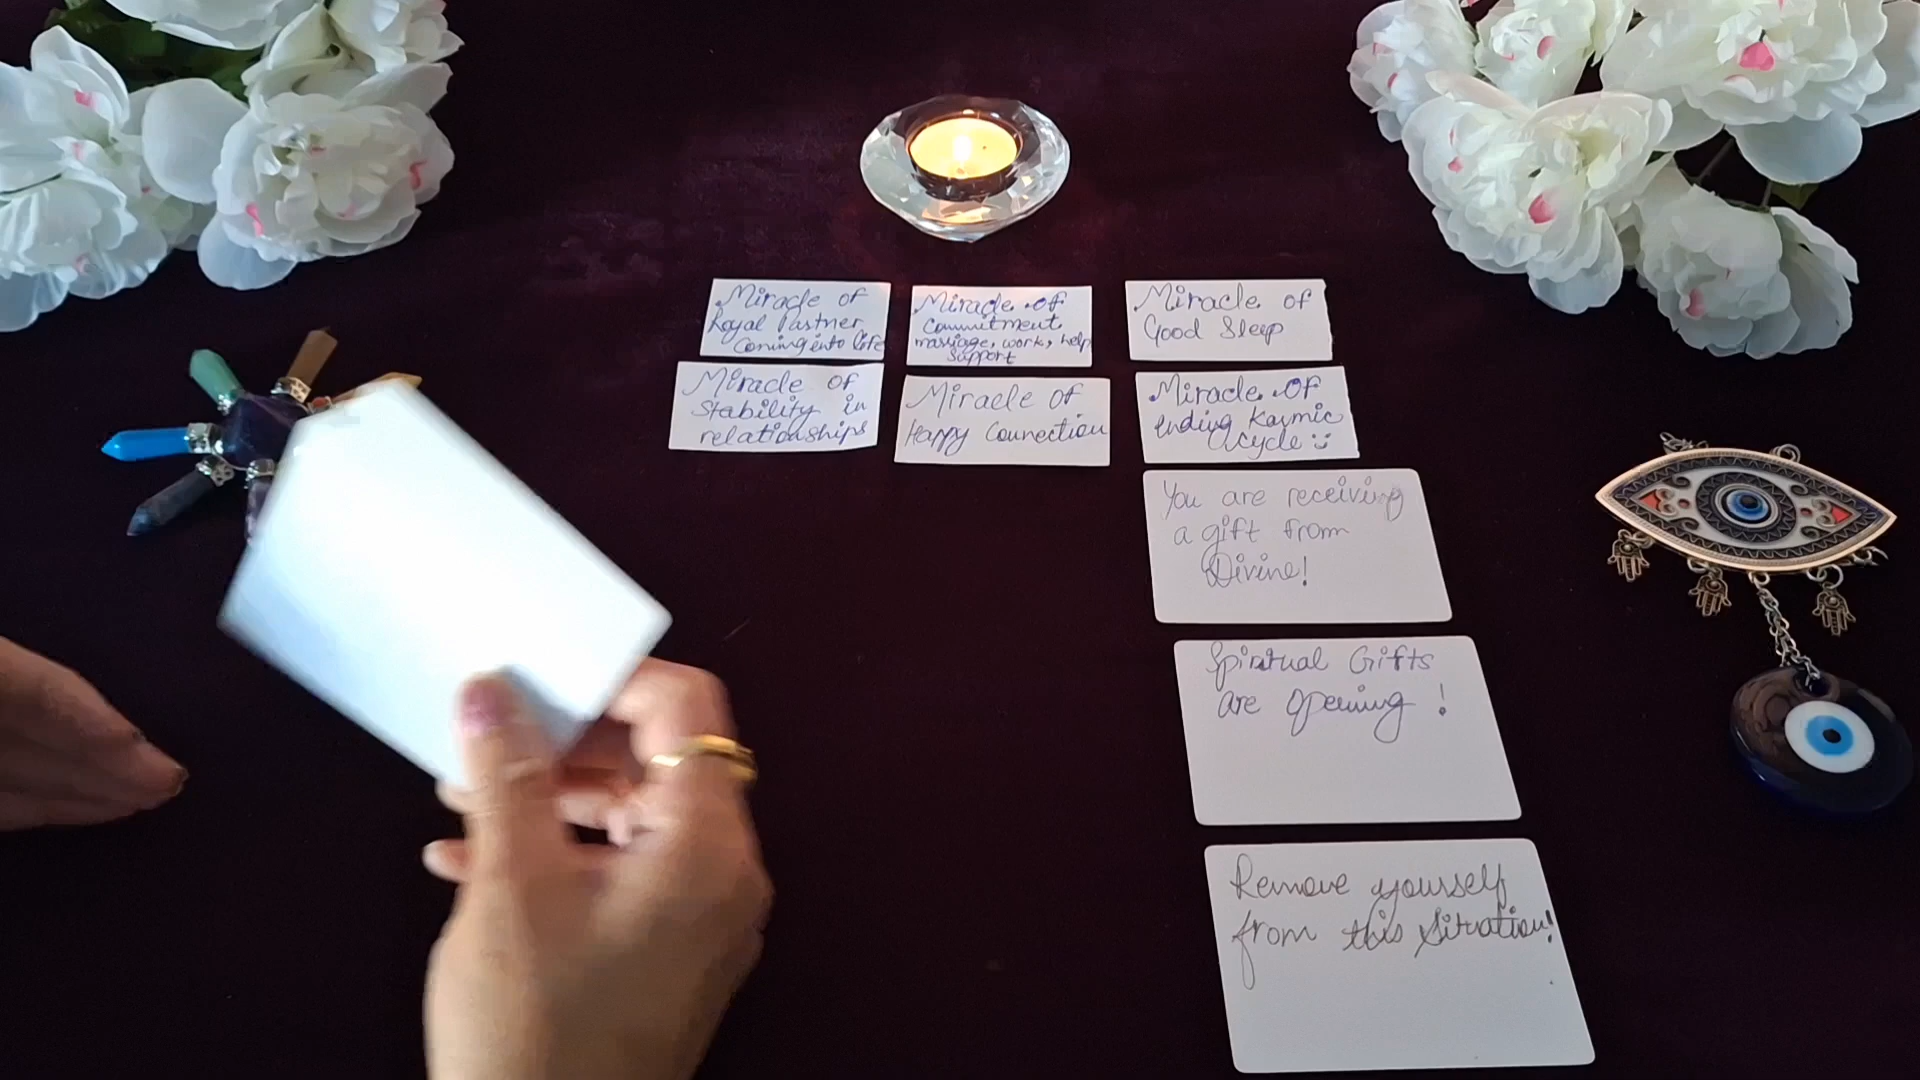 Miracle of
Loyal Partner
Coming into life
Miracle of
Commitment
marriage, work, help
Support
Miracle of
Good Sleep
Miracle of
Stability in
relationships
Miracle of
Happy Connection
Miracle Of
ending Karmic
Cycle
You are receiving
a gift from
Divine!
Spiritual Gifts
are Opening !
Remove yourself
from this Situation!